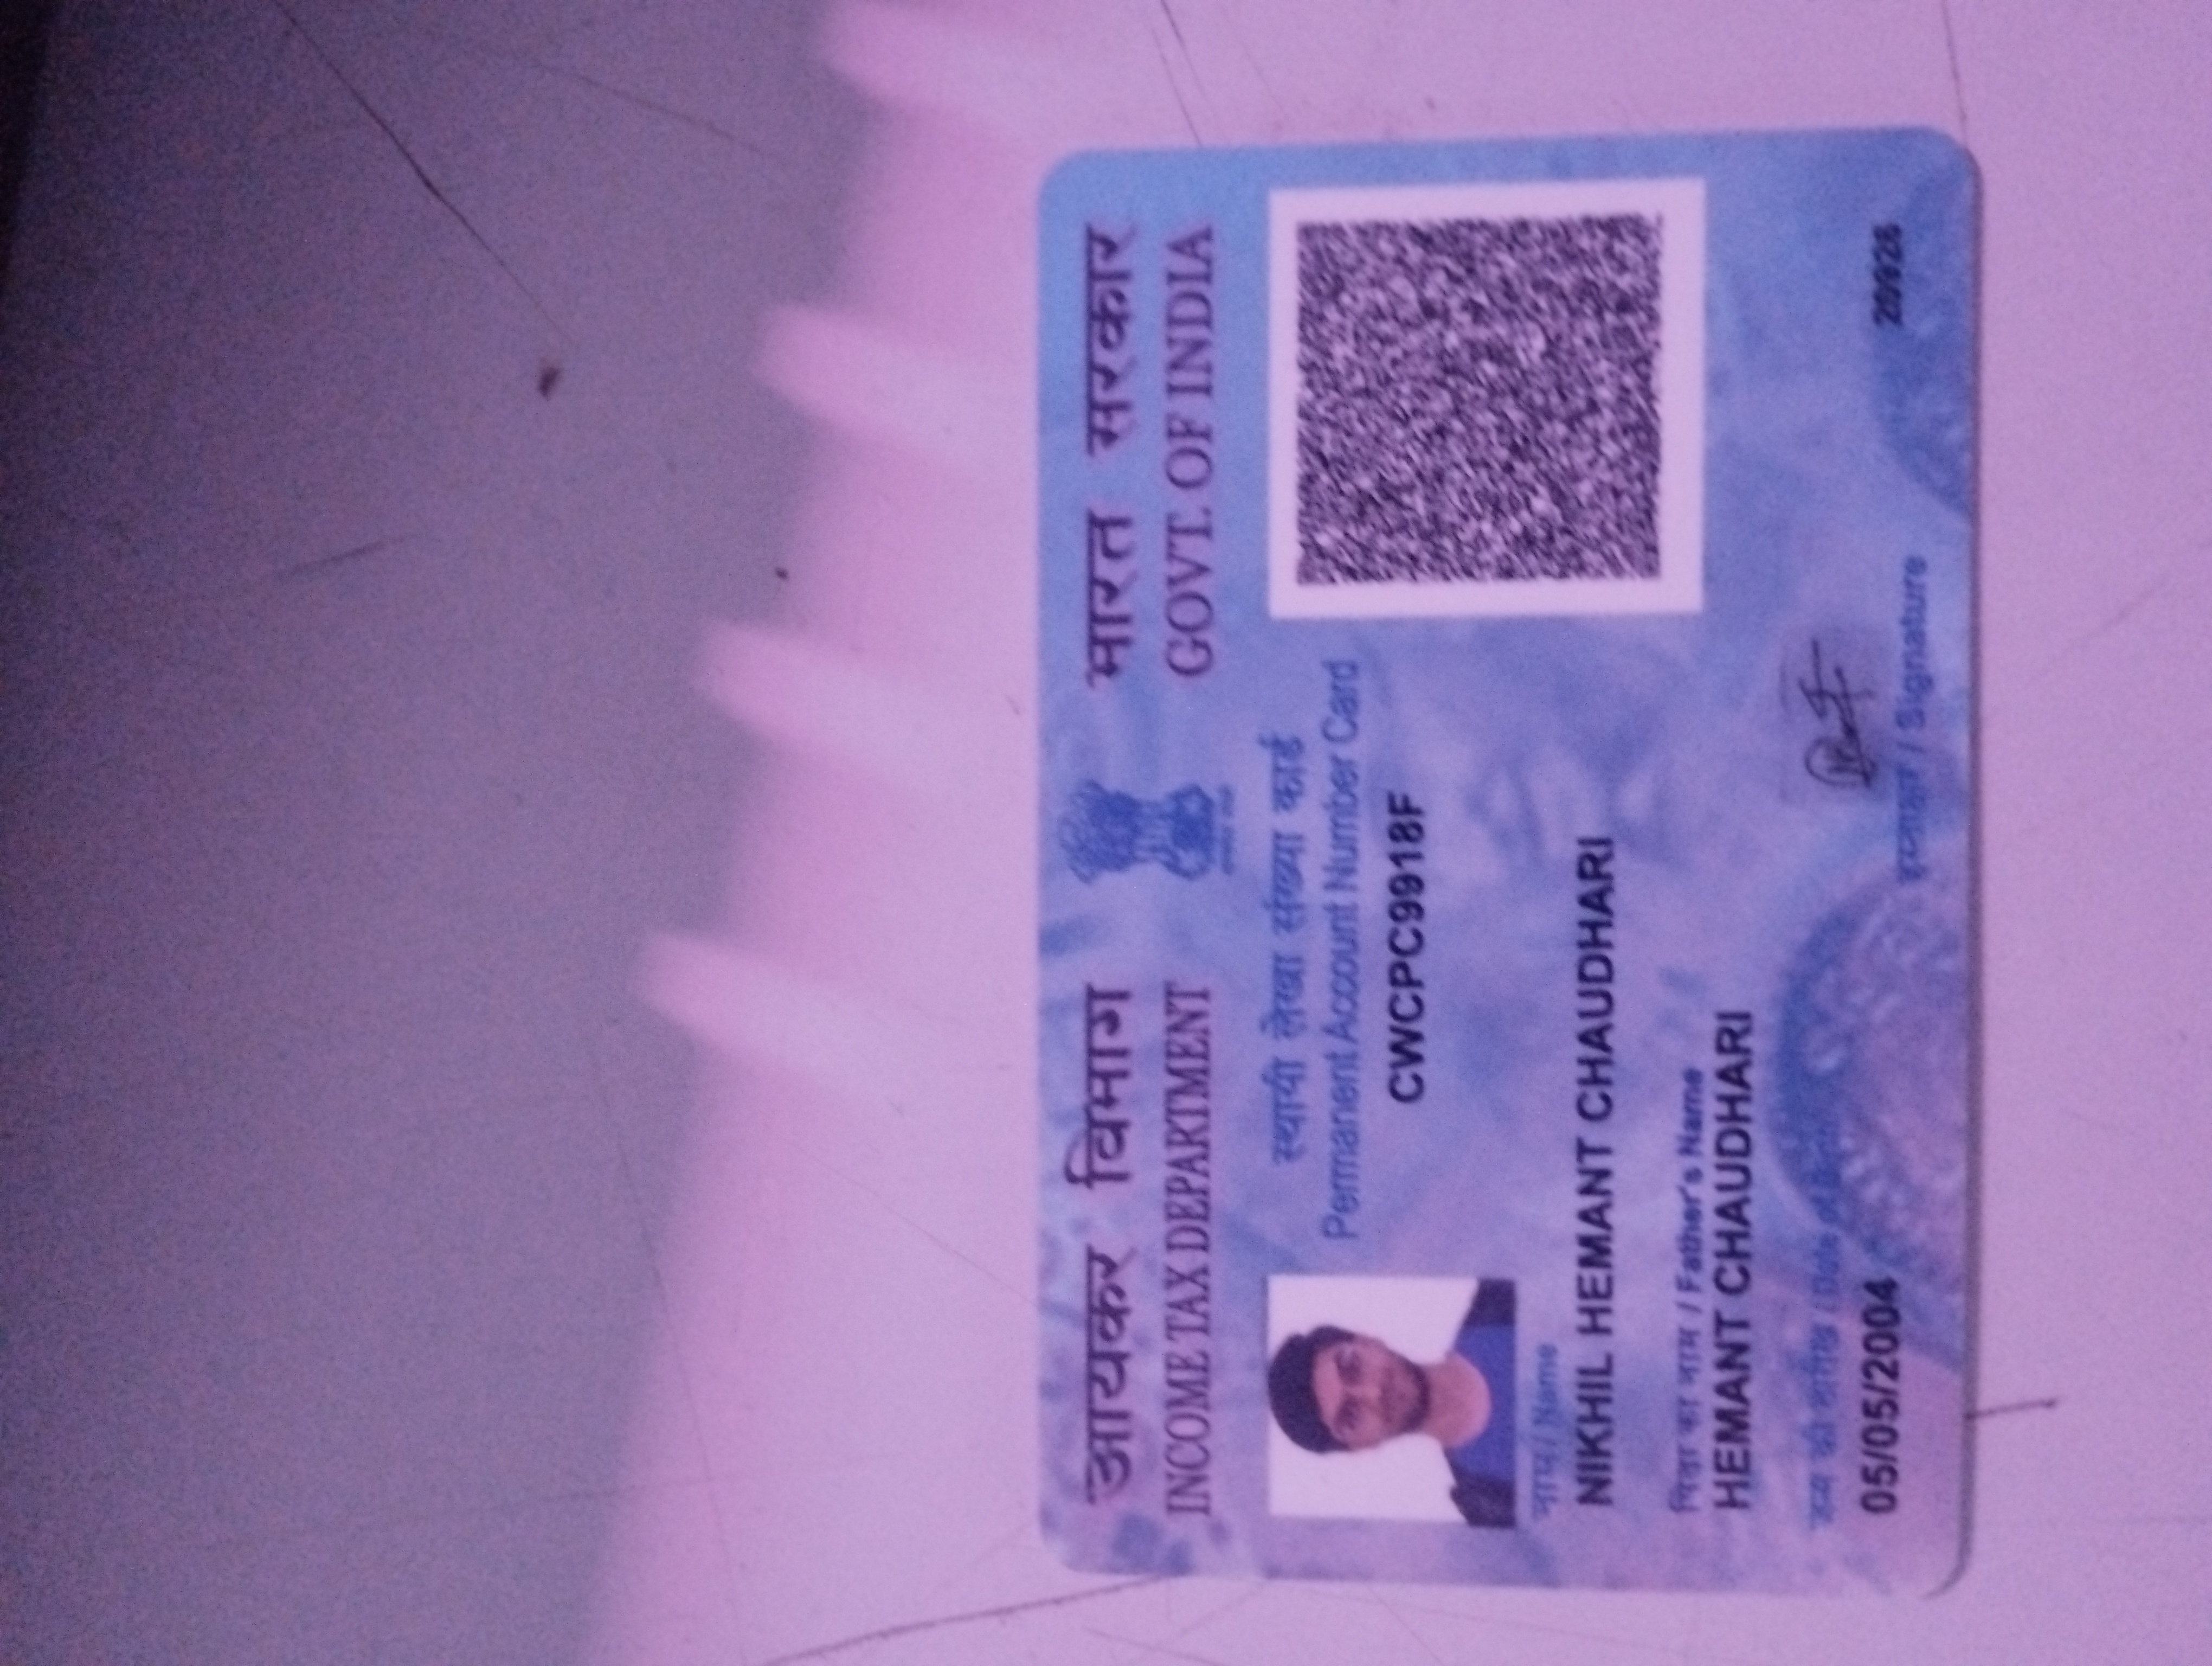 आयकर विभाग
INCOME TAX DEPARTMENT
भारत सरकार
GOVT. OF INDIA
स्थायी लेखा संख्या कार्ड
Permanent Account Number Card
CWCPC9918F
नाम / Name
NIKHIL HEMANT CHAUDHARI
पिता का नाम / Father's Name
HEMANT CHAUDHARI
जन्म की तारीख / Date of Birth
05/05/2004
हस्ताक्षर / Signature